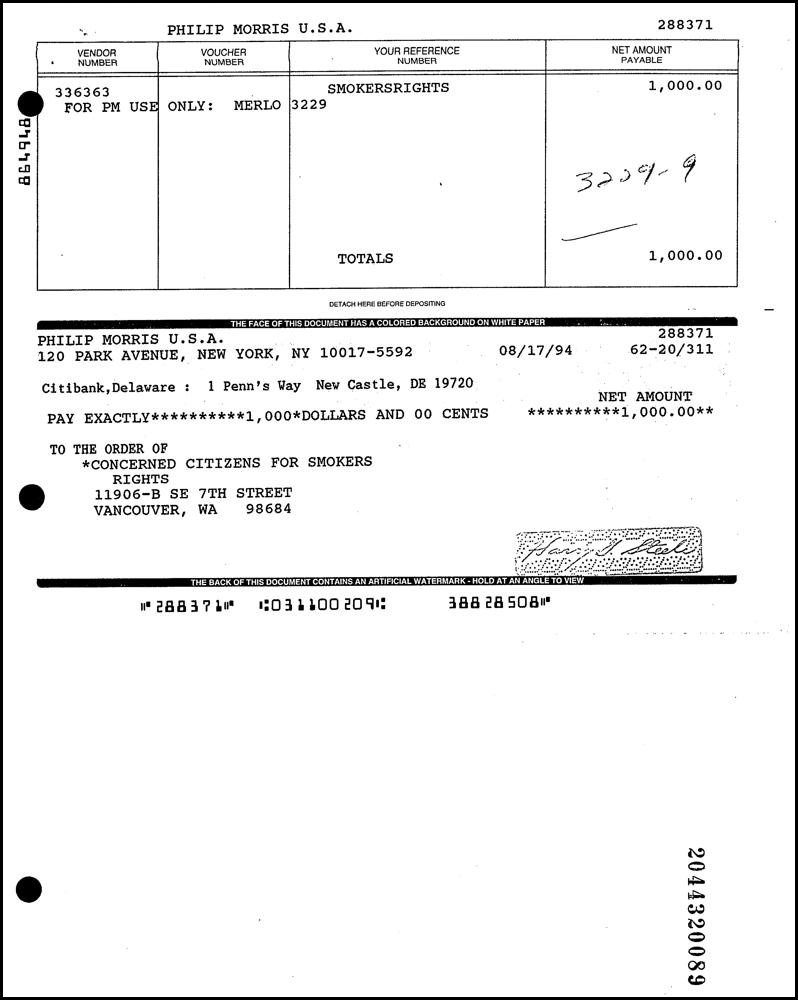 PHILIP MORRIS U.S.A. 288371
VENDOR NUMBER VOUCHER NUMBER YOUR REFERENCE NUMBER NET AMOUNT PAYABLE
336363 SMOKERSRIGHTS 1,000.00
FOR PM USE ONLY: MERLO 3229
864948
3229-9
TOTALS 1,000.00
DETACH HERE BEFORE DEPOSITING
THE FACE OF THIS DOCUMENT HAS A COLORED BACKGROUND ON WHITE PAPER
PHILIP MORRIS U.S.A. 288371
120 PARK AVENUE, NEW YORK, NY 10017-5592 08/17/94 62-20/311
Citibank,Delaware : 1 Penn's Way New Castle, DE 19720
NET AMOUNT
PAY EXACTLY**********1,000*DOLLARS AND 00 CENTS **********1,000.00**
TO THE ORDER OF
*CONCERNED CITIZENS FOR SMOKERS
RIGHTS
11906-B SE 7TH STREET
VANCOUVER, WA 98684
Harry G. Steele
THE BACK OF THIS DOCUMENT CONTAINS AN ARTIFICIAL WATERMARK - HOLD AT AN ANGLE TO VIEW
⑈288371⑈ ⑆031100209⑆ 38828508⑈
2044320089